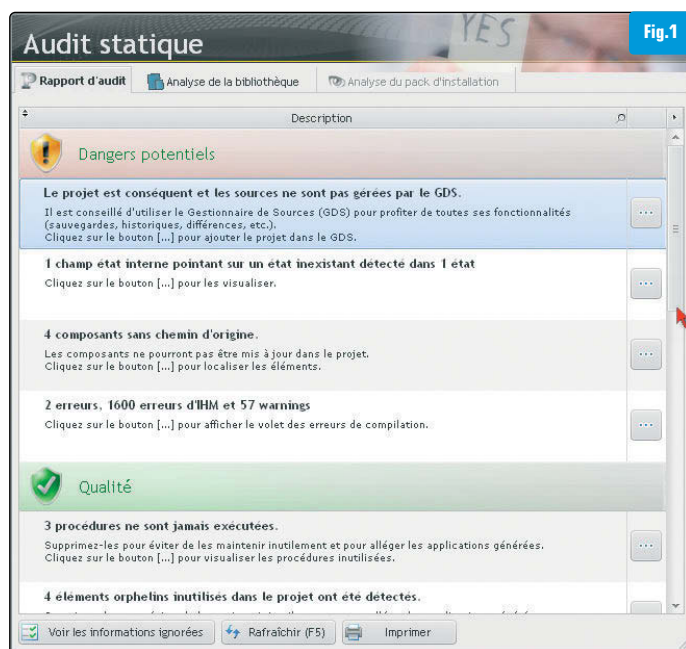 YES
Fig.1
Audit statique
Rapport d'audit
Analyse de la bibliothèque
Analyse du pack d'installation
Description
Dangers potentiels
Le projet est conséquent et les sources ne sont pas gérées par le GDS.
Il est conseillé d'utiliser le Gestionnaire de Sources (GDS) pour profiter de toutes ses fonctionnalités
(sauvegardes, historiques, différences, etc.).
Cliquez sur le bouton [...] pour ajouter le projet dans le GDS.
...
1 champ état interne pointant sur un état inexistant détecté dans 1 état
Cliquez sur le bouton [...] pour les visualiser.
...
4 composants sans chemin d'origine.
Les composants ne pourront pas être mis à jour dans le projet.
Cliquez sur le bouton [...] pour localiser les éléments.
...
2 erreurs, 1600 erreurs d'IHM et 57 warnings
Cliquez sur le bouton [...] pour afficher le volet des erreurs de compilation.
...
Qualité
3 procédures ne sont jamais exécutées.
Supprimez-les pour éviter de les maintenir inutilement et pour alléger les applications générées.
Cliquez sur le bouton [...] pour visualiser les procédures inutilisées.
...
4 éléments orphelins inutilisés dans le projet ont été détectés.
Voir les informations ignorées
Rafraîchir (F5)
Imprimer